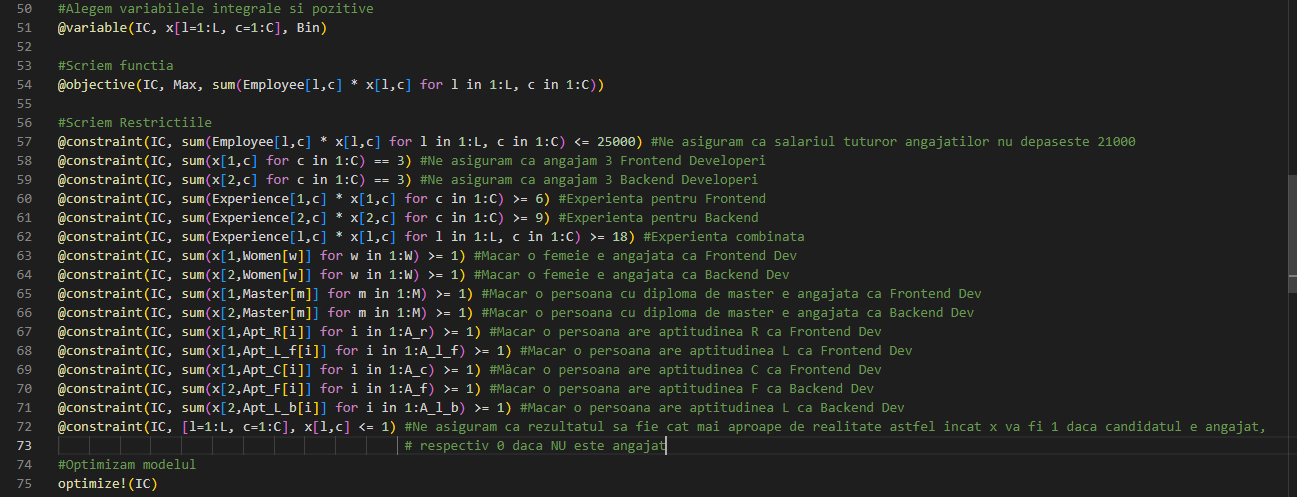 50 #Alegem variabilele integrale si pozitive
51 @variable(IC, x[l=1:L, c=1:C], Bin)
52
53 #Scriem functia
54 @objective(IC, Max, sum(Employee[l,c] * x[l,c] for l in 1:L, c in 1:C))
55
56 #Scriem Restrictiile
57 @constraint(IC, sum(Employee[l,c] * x[l,c] for l in 1:L, c in 1:C) <= 25000) #Ne asiguram ca salariul tuturor angajatilor nu depaseste 21000
58 @constraint(IC, sum(x[1,c] for c in 1:C) == 3) #Ne asiguram ca angajam 3 Frontend Developeri
59 @constraint(IC, sum(x[2,c] for c in 1:C) == 3) #Ne asiguram ca angajam 3 Backend Developeri
60 @constraint(IC, sum(Experience[1,c] * x[1,c] for c in 1:C) >= 6) #Experienta pentru Frontend
61 @constraint(IC, sum(Experience[2,c] * x[2,c] for c in 1:C) >= 9) #Experienta pentru Backend
62 @constraint(IC, sum(Experience[l,c] * x[l,c] for l in 1:L, c in 1:C) >= 18) #Experienta combinata
63 @constraint(IC, sum(x[1,Women[w]] for w in 1:W) >= 1) #Macar o femeie e angajata ca Frontend Dev
64 @constraint(IC, sum(x[2,Women[w]] for w in 1:W) >= 1) #Macar o femeie e angajata ca Backend Dev
65 @constraint(IC, sum(x[1,Master[m]] for m in 1:M) >= 1) #Macar o persoana cu diploma de master e angajata ca Frontend Dev
66 @constraint(IC, sum(x[2,Master[m]] for m in 1:M) >= 1) #Macar o persoana cu diploma de master e angajata ca Backend Dev
67 @constraint(IC, sum(x[1,Apt_R[i]] for i in 1:A_r) >= 1) #Macar o persoana are aptitudinea R ca Frontend Dev
68 @constraint(IC, sum(x[1,Apt_L_f[i]] for i in 1:A_l_f) >= 1) #Macar o persoana are aptitudinea L ca Frontend Dev
69 @constraint(IC, sum(x[1,Apt_C[i]] for i in 1:A_c) >= 1) #Măcar o persoana are aptitudinea C ca Frontend Dev
70 @constraint(IC, sum(x[2,Apt_F[i]] for i in 1:A_f) >= 1) #Macar o persoana are aptitudinea F ca Backend Dev
71 @constraint(IC, sum(x[2,Apt_L_b[i]] for i in 1:A_l_b) >= 1) #Macar o persoana are aptitudinea L ca Backend Dev
72 @constraint(IC, [l=1:L, c=1:C], x[l,c] <= 1) #Ne asiguram ca rezultatul sa fie cat mai aproape de realitate astfel incat x va fi 1 daca candidatul e angajat,
73 # respectiv 0 daca NU este angajat
74 #Optimizam modelul
75 optimize!(IC)